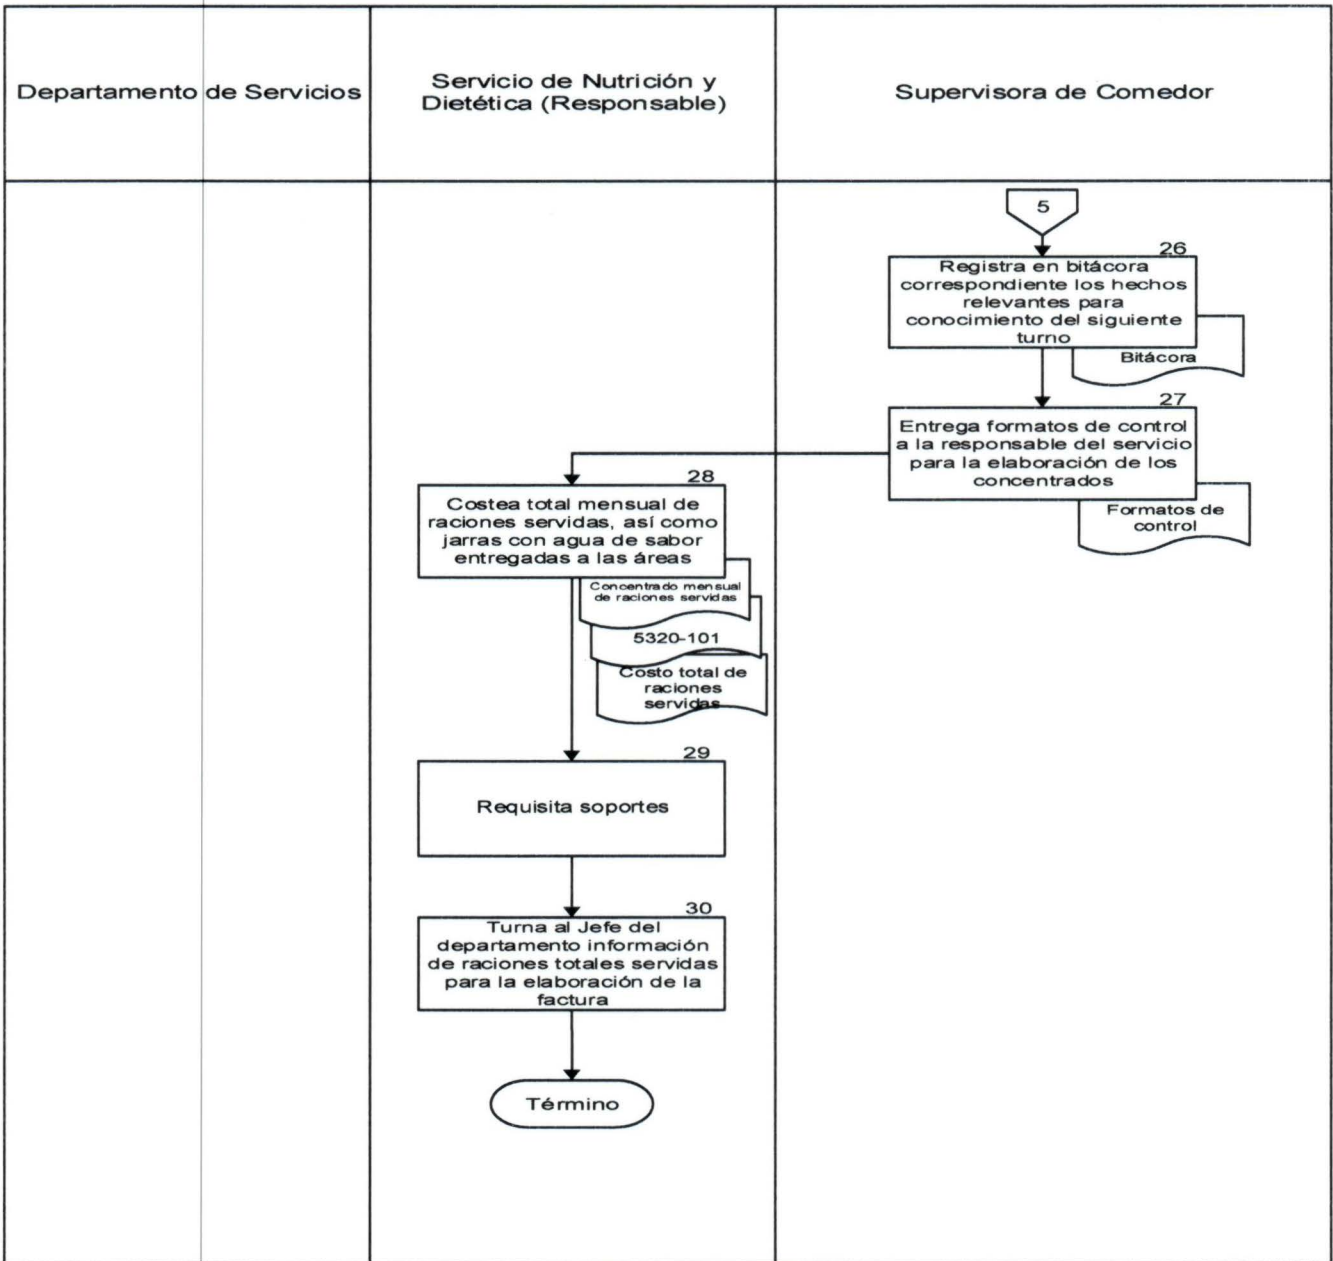 Departamento de Servicios
Servicio de Nutrición y
Dietética (Responsable)
Supervisora de Comedor
5
26
Registra en bitácora
correspondiente los hechos
relevantes para
conocimiento del siguiente
turno
Bitácora
27
Entrega formatos de control
a la responsable del servicio
para la elaboración de los
concentrados
Formatos de
control
28
Costea total mensual de
raciones servidas, así como
jarras con agua de sabor
entregadas a las áreas
Concentrado mensual
de raciones servidas
5320-101
Costo total de
raciones
servidas
29
Requisita soportes
30
Turna al Jefe del
departamento información
de raciones totales servidas
para la elaboración de la
factura
Término